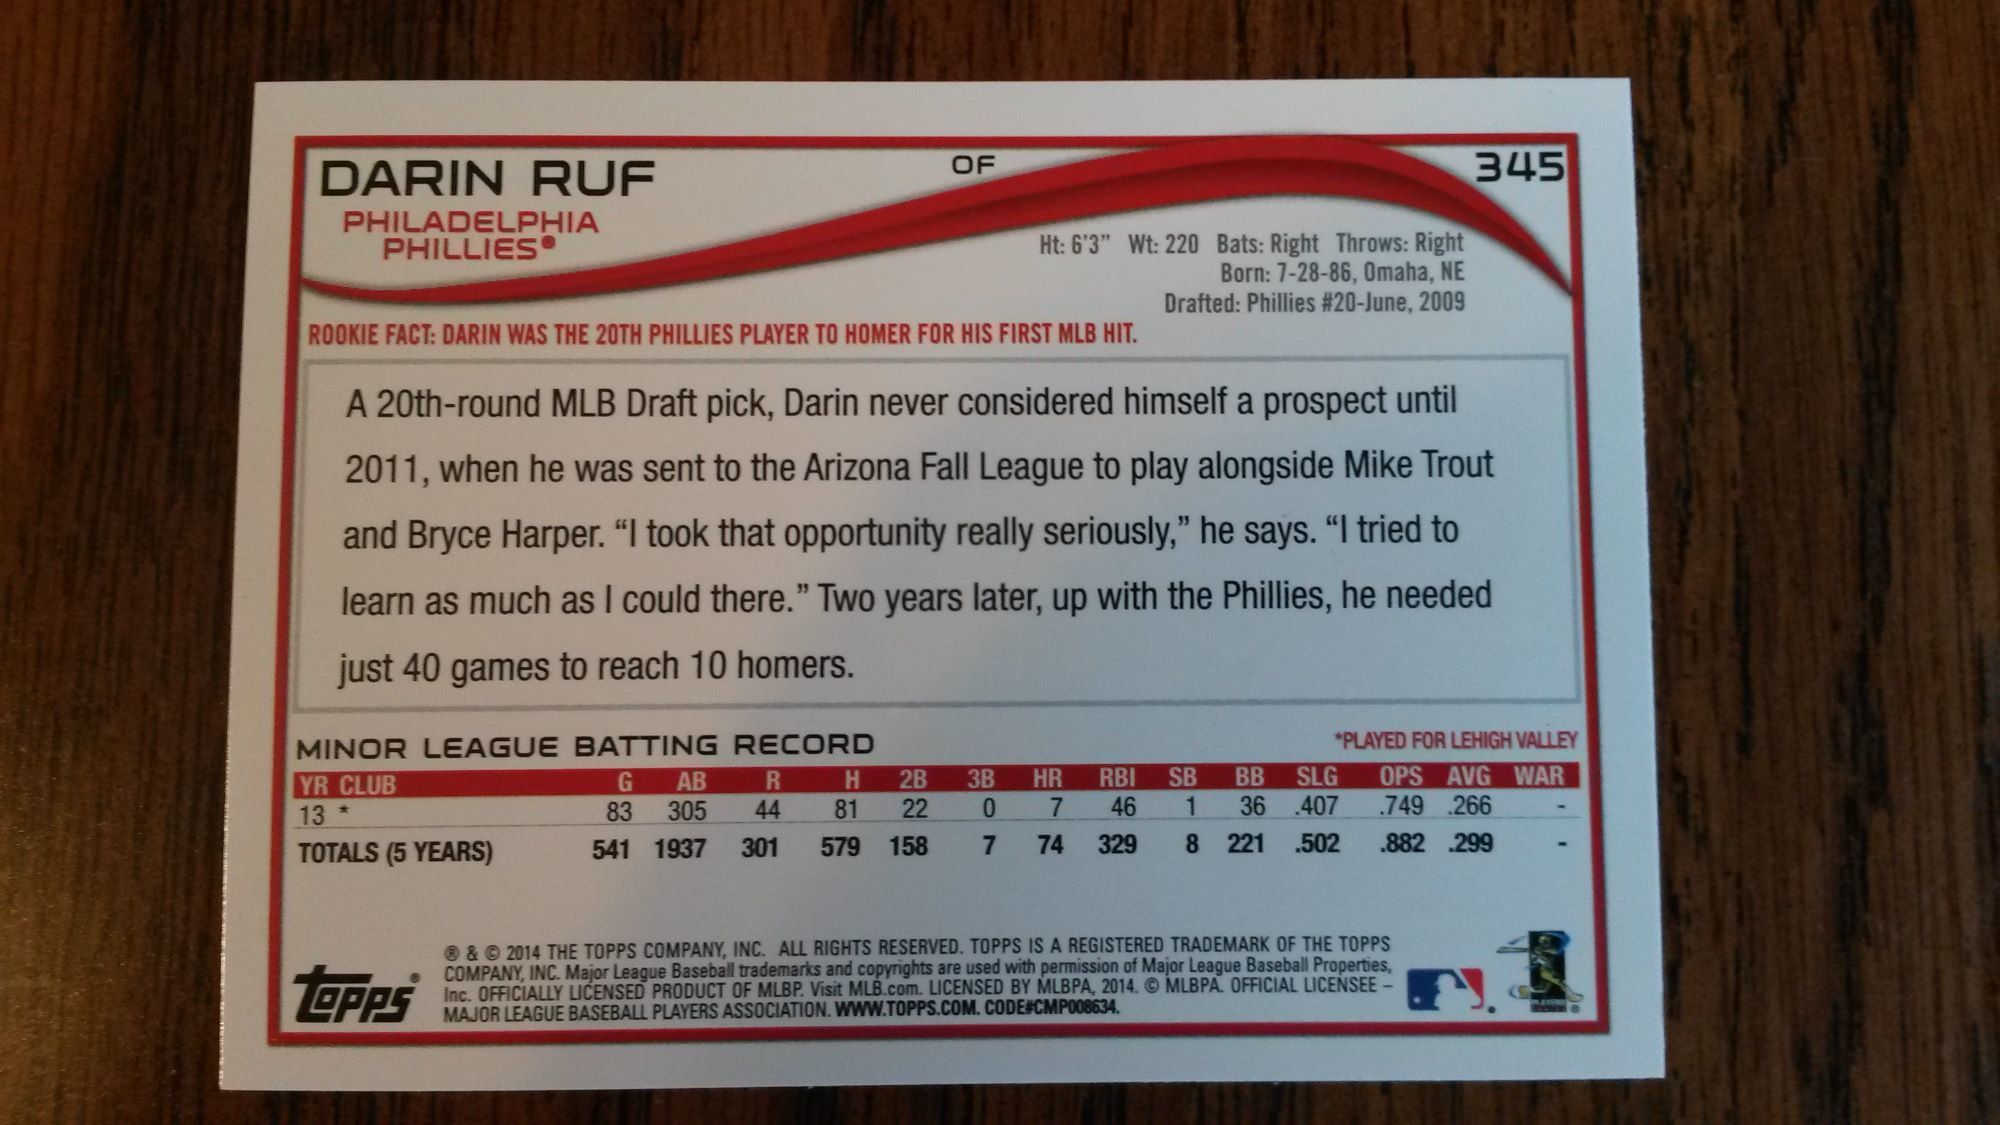 DARIN RUF
OF
345
PHILADELPHIA
PHILLIES®
Ht: 6'3" Wt: 220 Bats: Right Throws: Right
Born: 7-28-86, Omaha, NE
Drafted: Phillies #20-June, 2009
ROOKIE FACT: DARIN WAS THE 20TH PHILLIES PLAYER TO HOMER FOR HIS FIRST MLB HIT.
A 20th-round MLB Draft pick, Darin never considered himself a prospect until
2011, when he was sent to the Arizona Fall League to play alongside Mike Trout
and Bryce Harper. “I took that opportunity really seriously,” he says. “I tried to
learn as much as I could there.” Two years later, up with the Phillies, he needed
just 40 games to reach 10 homers.
MINOR LEAGUE BATTING RECORD
*PLAYED FOR LEHIGH VALLEY
YR CLUB G AB R H 2B 3B HR RBI SB BB SLG OPS AVG WAR
13 * 83 305 44 81 22 0 7 46 1 36 .407 .749 .266 -
TOTALS (5 YEARS) 541 1937 301 579 158 7 74 329 8 221 .502 .882 .299 -
® & © 2014 THE TOPPS COMPANY, INC. ALL RIGHTS RESERVED. TOPPS IS A REGISTERED TRADEMARK OF THE TOPPS
COMPANY, INC. Major League Baseball trademarks and copyrights are used with permission of Major League Baseball Properties,
Inc. OFFICIALLY LICENSED PRODUCT OF MLBP. Visit MLB.com. LICENSED BY MLBPA, 2014. © MLBPA. OFFICIAL LICENSEE –
MAJOR LEAGUE BASEBALL PLAYERS ASSOCIATION. WWW.TOPPS.COM. CODE#CMP008634.
Topps®
PLAYERS